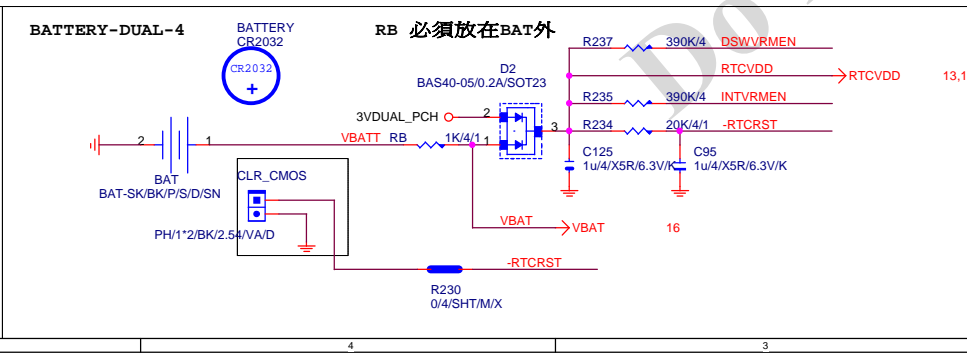 BATTERY-DUAL-4
BATTERY
CR2032
RB 必須放在BAT外
CR2032
+
D2
BAS40-05/0.2A/SOT23
R237 390K/4 DSWVRMEN
RTCVDD RTCVDD 13,1
R235 390K/4 INTVRMEN
3VDUAL_PCH 2
3
R234 20K/4/1 -RTCRST
2 1 VBATT RB 1K/4/1 1
C125
1u/4/X5R/6.3V/K
C95
1u/4/X5R/6.3V/K
BAT
BAT-SK/BK/P/S/D/SN
CLR_CMOS
PH/1*2/BK/2.54/VA/D
VBAT VBAT 16
-RTCRST
R230
0/4/SHT/M/X
4 3
Do